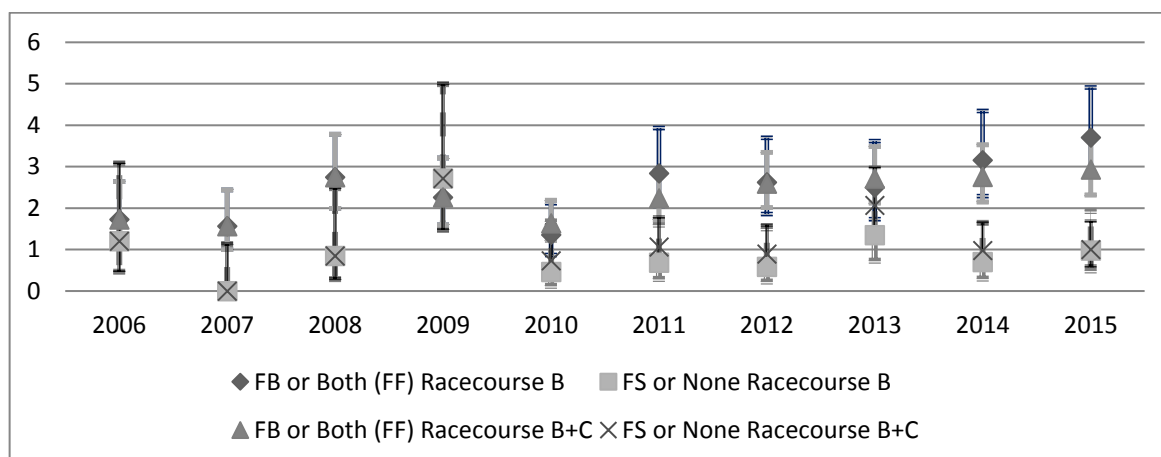 6
5
4
3
2
1
0
2006 2007 2008 2009 2010 2011 2012 2013 2014 2015
FB or Both (FF) Racecourse B FS or None Racecourse B
FB or Both (FF) Racecourse B+C FS or None Racecourse B+C